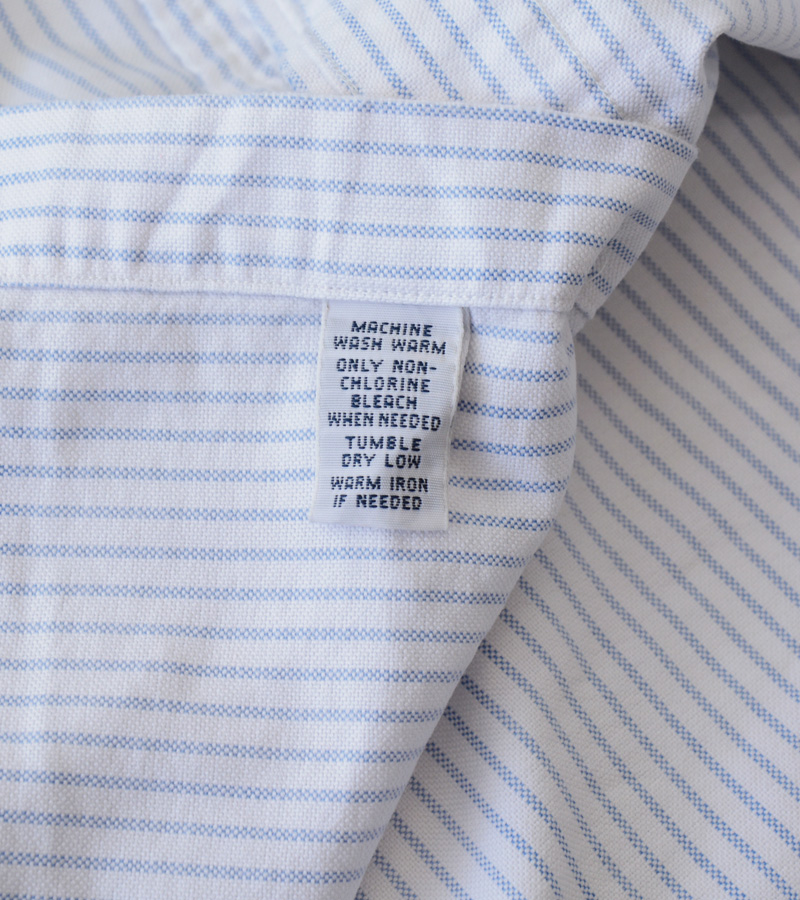 MACHINE
WASH WARM
ONLY NON-
CHLORINE
BLEACH
WHEN NEEDED
TUMBLE
DRY LOW
WARM IRON
IF NEEDED